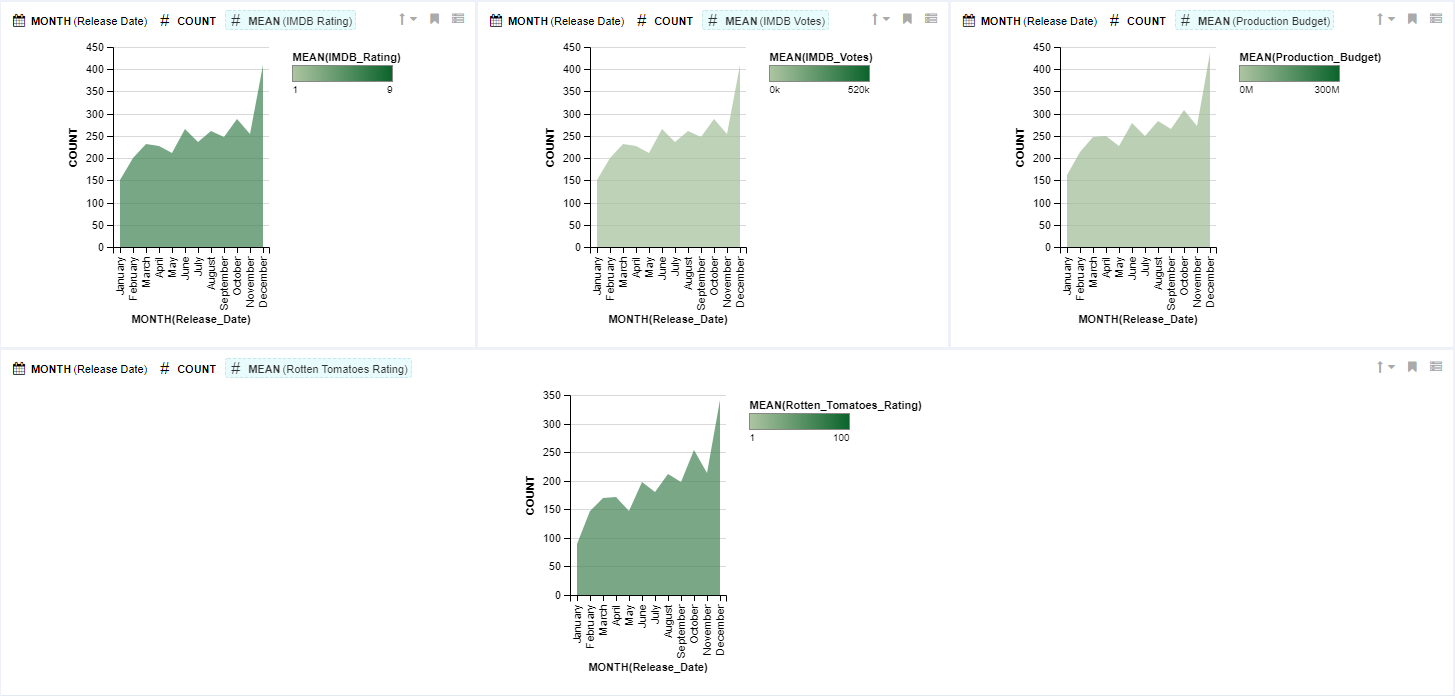 MONTH (Release Date) # COUNT # MEAN (IMDB Rating)
450
400
350
300
250
200
150
100
50
0
COUNT
January
February
March
April
May
June
July
August
September
October
November
December
MONTH(Release_Date)
MEAN(IMDB_Rating)
1 9
MONTH (Release Date) # COUNT # MEAN (IMDB Votes)
450
400
350
300
250
200
150
100
50
0
COUNT
January
February
March
April
May
June
July
August
September
October
November
December
MONTH(Release_Date)
MEAN(IMDB_Votes)
0k 520k
MONTH (Release Date) # COUNT # MEAN (Production Budget)
450
400
350
300
250
200
150
100
50
0
COUNT
January
February
March
April
May
June
July
August
September
October
November
December
MONTH(Release_Date)
MEAN(Production_Budget)
0M 300M
MONTH (Release Date) # COUNT # MEAN (Rotten Tomatoes Rating)
350
300
250
200
150
100
50
0
COUNT
January
February
March
April
May
June
July
August
September
October
November
December
MONTH(Release_Date)
MEAN(Rotten_Tomatoes_Rating)
1 100